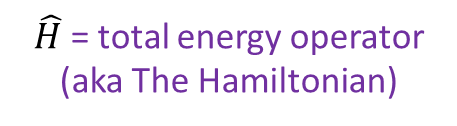 Ĥ = total energy operator
(aka The Hamiltonian)